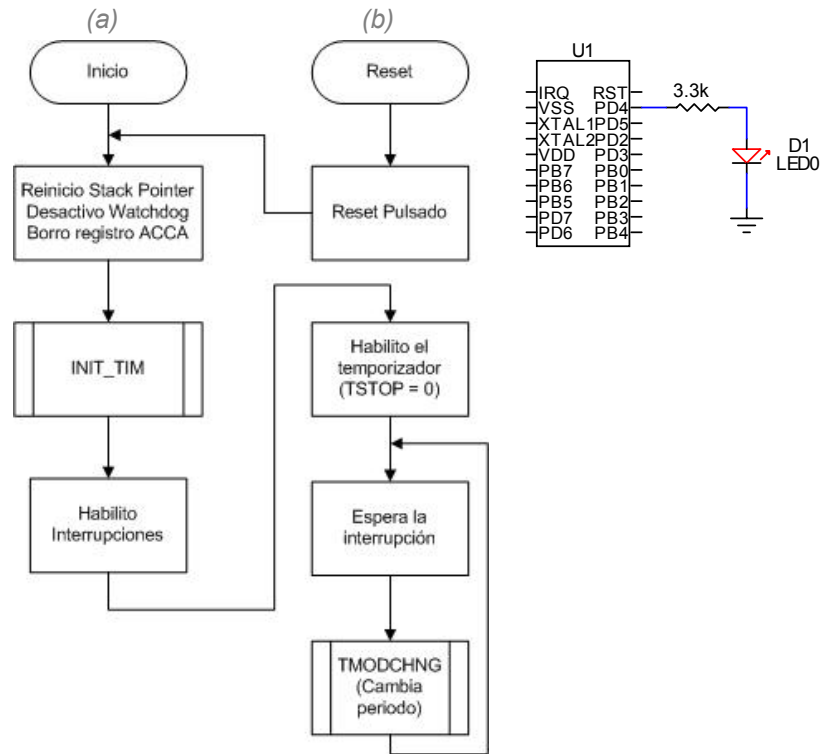 (a)
(b)
Inicio
Reset
Reinicio Stack Pointer
Desactivo Watchdog
Borro registro ACCA
Reset Pulsado
INIT_TIM
Habilito el
temporizador
(TSTOP = 0)
Habilito
Interrupciones
Espera la
interrupción
TMODCHNG
(Cambia
periodo)
U1
IRQ RST
VSS PD4
XTAL1 PD5
XTAL2 PD2
VDD PD3
PB7 PB0
PB6 PB1
PB5 PB2
PD7 PB3
PD6 PB4
3.3k
D1
LED0